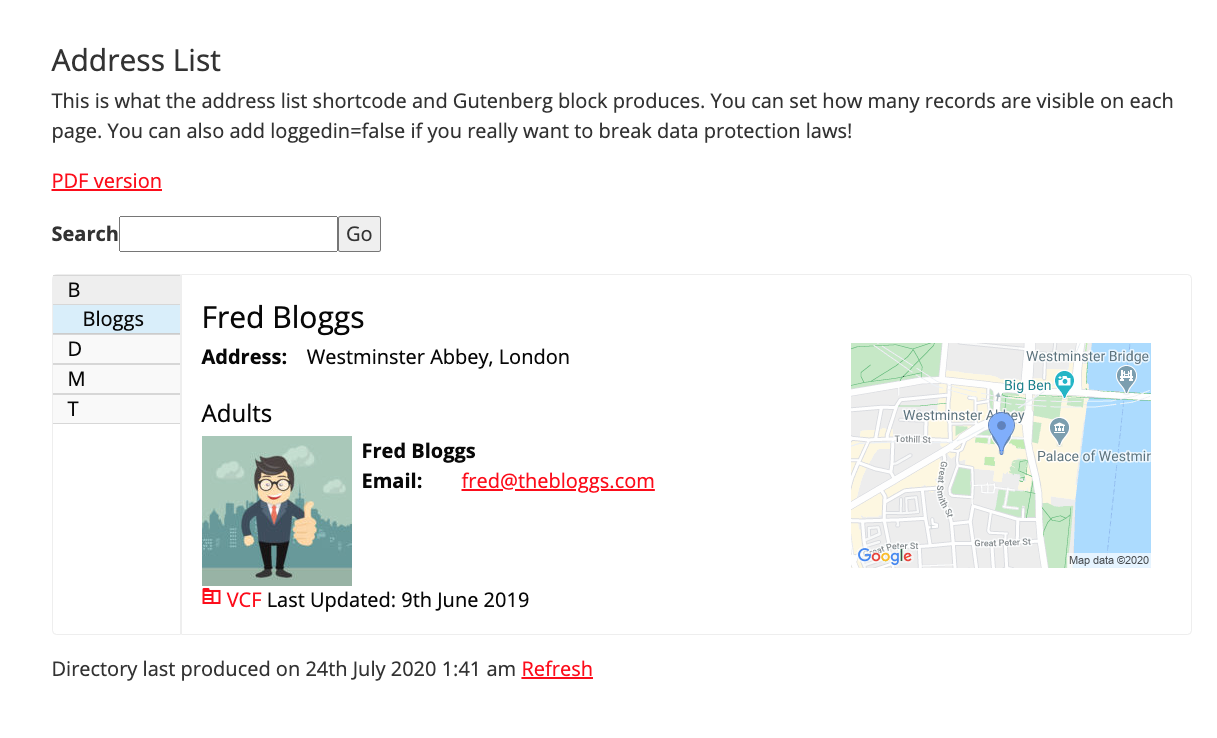 Address List
This is what the address list shortcode and Gutenberg block produces. You can set how many records are visible on each
page. You can also add loggedin=false if you really want to break data protection laws!
PDF version
Search Go
B
Bloggs
D
M
T
Fred Bloggs
Address: Westminster Abbey, London
Adults
Fred Bloggs
Email: fred@thebloggs.com
VCF Last Updated: 9th June 2019
Westminster Bridge
Big Ben
Westminster Abbey
Tothill St
Palace of Westmir
Great Smith St
Great Peter St
Great Peter St
Google
Map data ©2020
Directory last produced on 24th July 2020 1:41 am Refresh